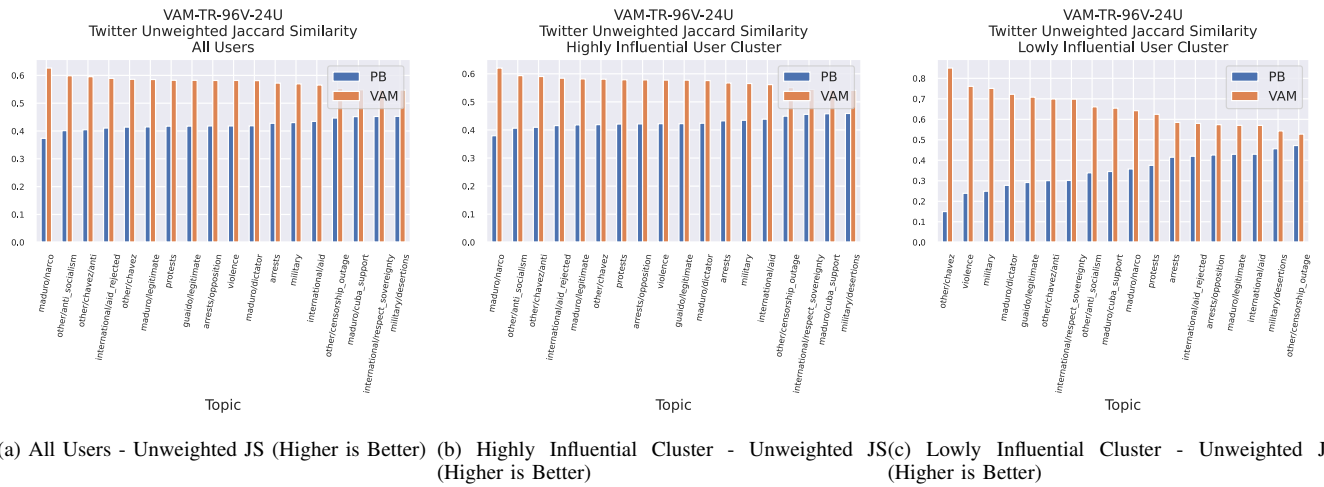 VAM-TR-96V-24U
Twitter Unweighted Jaccard Similarity
All Users
PB
VAM
0.6
0.5
0.4
0.3
0.2
0.1
0.0
maduro/narco
other/anti_socialism
other/chavez/anti
international/aid_rejected
other/chavez
maduro/legitimate
protests
guaido/legitimate
arrests/opposition
violence
maduro/dictator
arrests
military
international/aid
other/censorship_outage
maduro/cuba_support
international/respect_sovereignty
military/desertions
Topic
VAM-TR-96V-24U
Twitter Unweighted Jaccard Similarity
Highly Influential User Cluster
PB
VAM
0.6
0.5
0.4
0.3
0.2
0.1
0.0
maduro/narco
other/anti_socialism
other/chavez/anti
international/aid_rejected
maduro/legitimate
other/chavez
protests
arrests/opposition
violence
guaido/legitimate
maduro/dictator
arrests
military
international/aid
other/censorship_outage
international/respect_sovereignty
maduro/cuba_support
military/desertions
Topic
VAM-TR-96V-24U
Twitter Unweighted Jaccard Similarity
Lowly Influential User Cluster
PB
VAM
0.8
0.7
0.6
0.5
0.4
0.3
0.2
0.1
0.0
other/chavez
violence
military
maduro/dictator
guaido/legitimate
other/chavez/anti
international/respect_sovereignty
other/anti_socialism
maduro/cuba_support
maduro/narco
protests
arrests
international/aid_rejected
arrests/opposition
maduro/legitimate
international/aid
military/desertions
other/censorship_outage
Topic
a) All Users - Unweighted JS (Higher is Better)
(b) Highly Influential Cluster - Unweighted JS
(Higher is Better)
(c) Lowly Influential Cluster - Unweighted J
(Higher is Better)